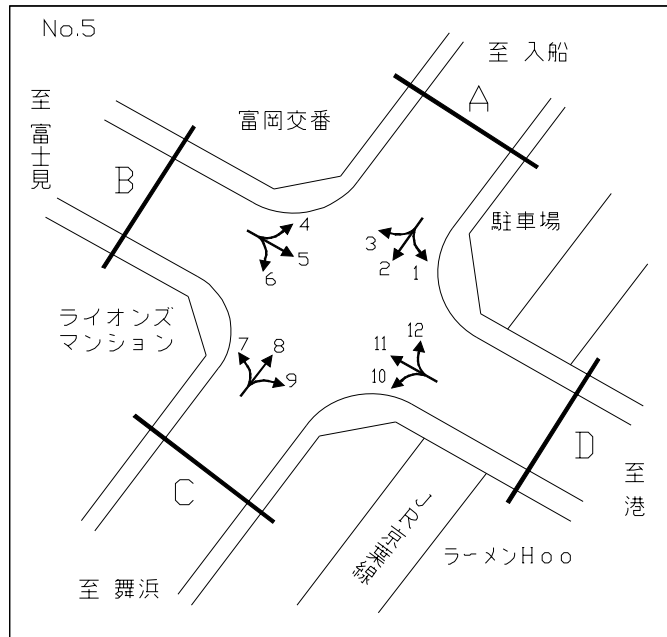 No.5
至 入船
A
富岡交番
至 富士見
B
駐車場
4
5
6
3
2
1
ライオンズ
マンション
7
8
9
12
11
10
D
至 港
C
JR京葉線
ラーメンHoo
至 舞浜